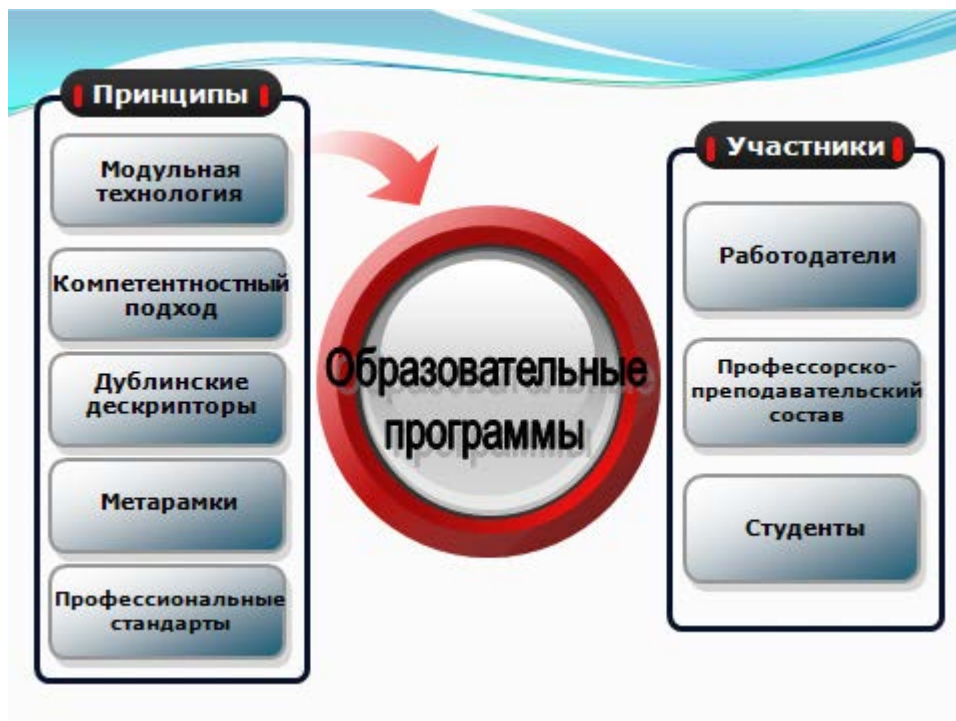 Принципы
Модульная
технология
Компетентностный
подход
Дублинские
дескрипторы
Метарамки
Профессиональные
стандарты
Образовательные
программы
Участники
Работодатели
Профессорско-
преподавательский
состав
Студенты